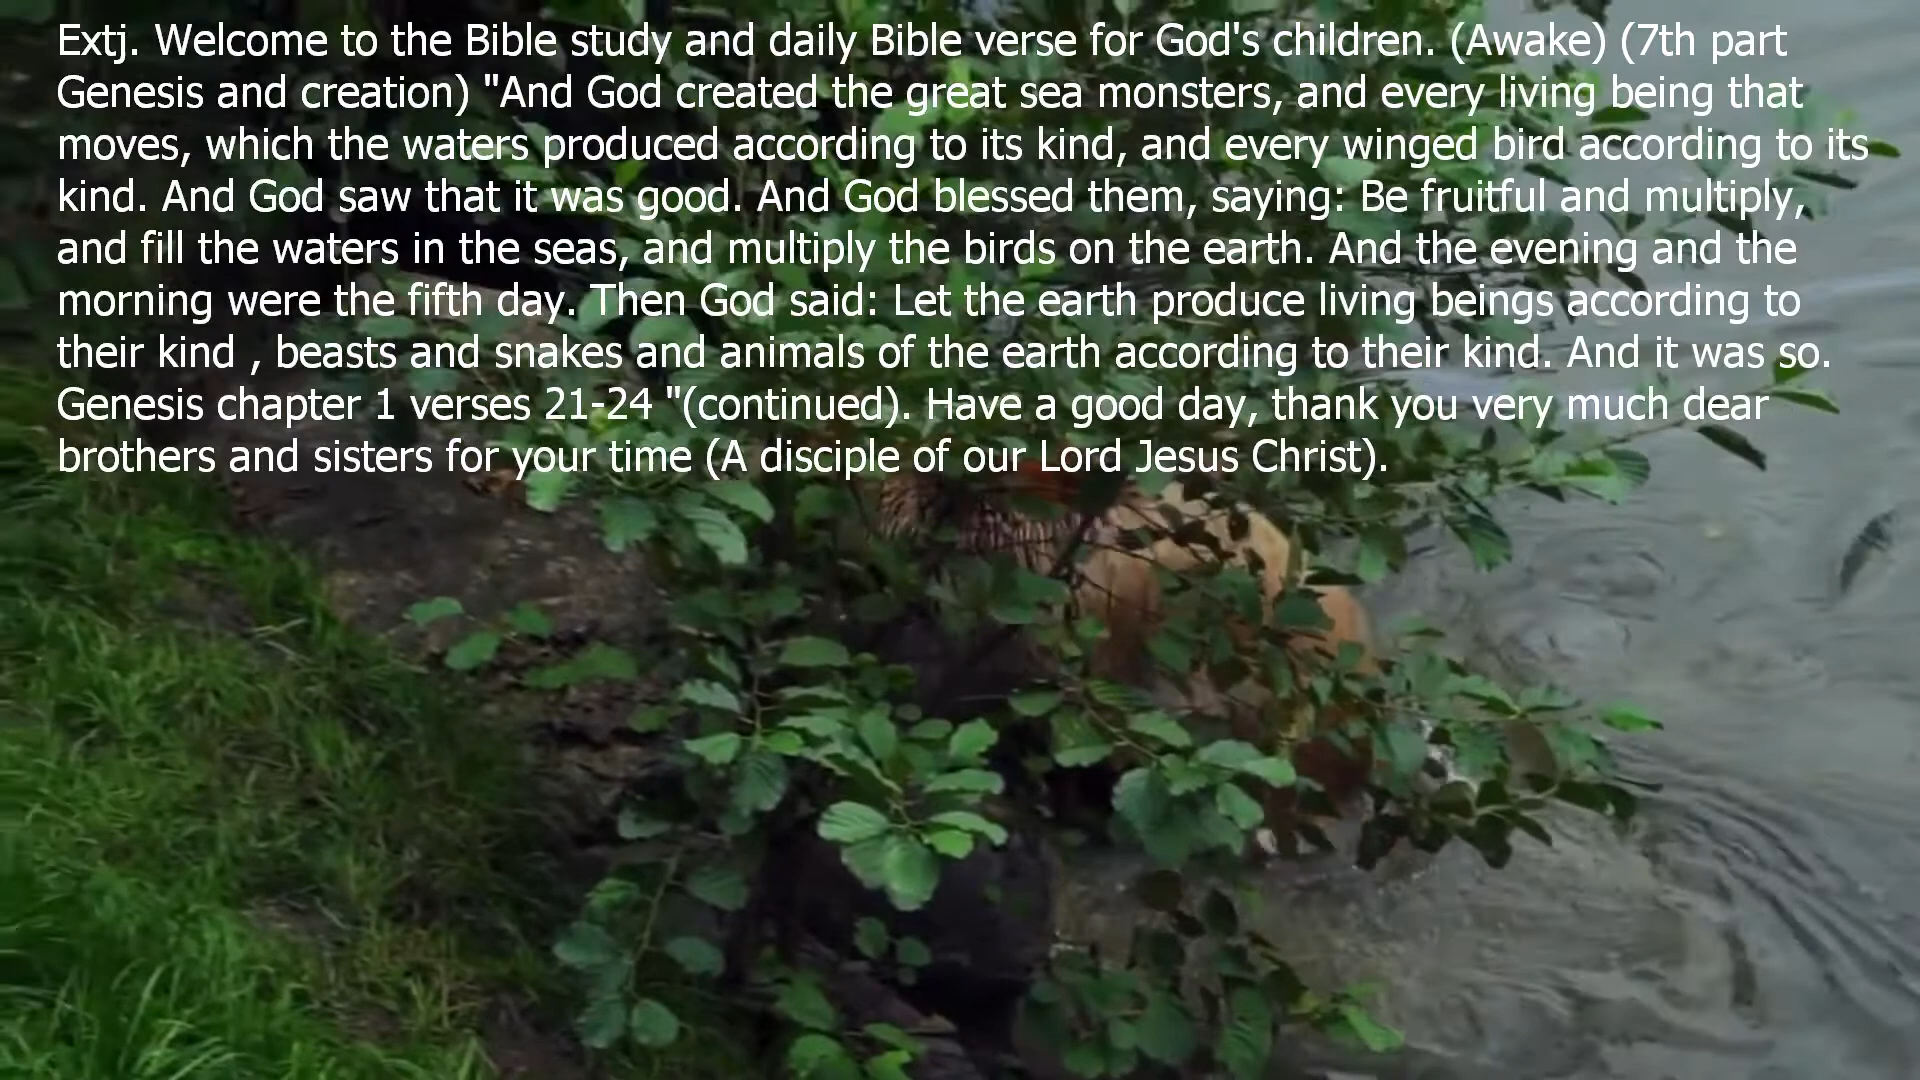 Extj. Welcome to the Bible study and daily Bible verse for God's children. (Awake) (7th part
Genesis and creation) "And God created the great sea monsters, and every living being that
moves, which the waters produced according to its kind, and every winged bird according to its
kind. And God saw that it was good. And God blessed them, saying: Be fruitful and multiply,
and fill the waters in the seas, and multiply the birds on the earth. And the evening and the
morning were the fifth day. Then God said: Let the earth produce living beings according to
their kind , beasts and snakes and animals of the earth according to their kind. And it was so.
Genesis chapter 1 verses 21-24 "(continued). Have a good day, thank you very much dear
brothers and sisters for your time (A disciple of our Lord Jesus Christ).